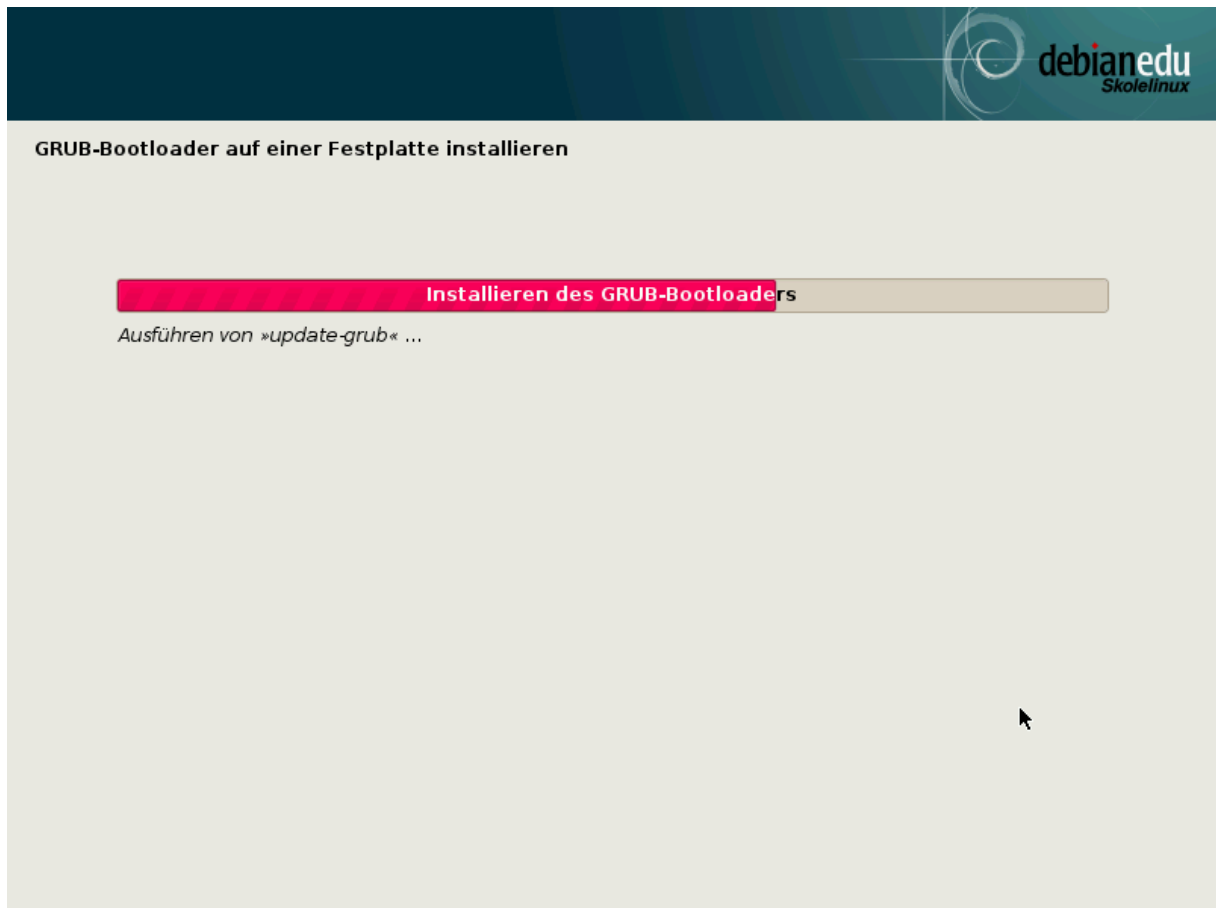 debianedu
Skolelinux
GRUB-Bootloader auf einer Festplatte installieren
Installieren des GRUB-Bootloaders
Ausführen von »update-grub« ...